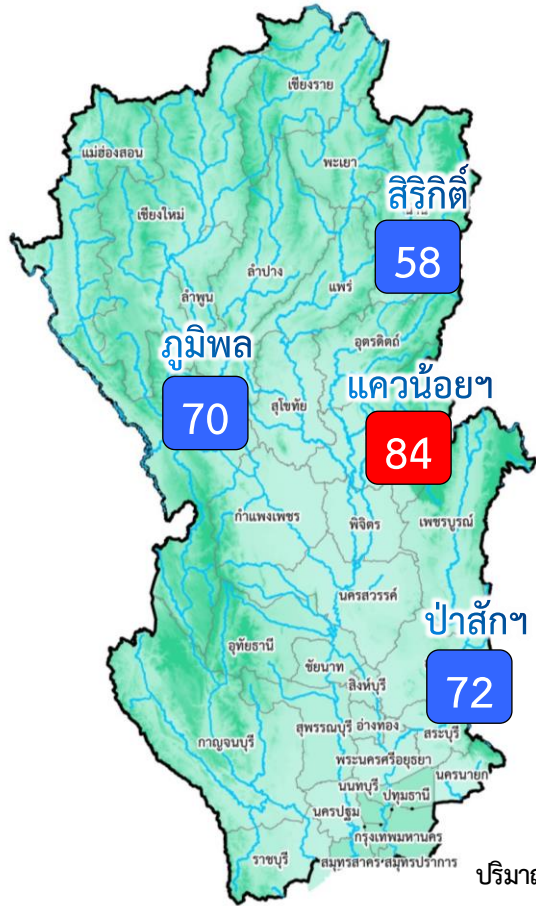 เชียงราย
แม่ฮ่องสอน
พะเยา
สิริกิติ์
น่าน
เชียงใหม่
58
ลำปาง
แพร่
ลำพูน
อุตรดิตถ์
ภูมิพล
แควน้อยฯ
70
สุโขทัย
84
กำแพงเพชร
พิจิตร
เพชรบูรณ์
นครสวรรค์
ป่าสักฯ
อุทัยธานี
ชัยนาท
72
สิงห์บุรี
สุพรรณบุรี
อ่างทอง
สระบุรี
กาญจนบุรี
พระนครศรีอยุธยา
นครนายก
นนทบุรี
ปทุมธานี
นครปฐม
กรุงเทพมหานคร
ราชบุรี
สมุทรสาคร
สมุทรปราการ